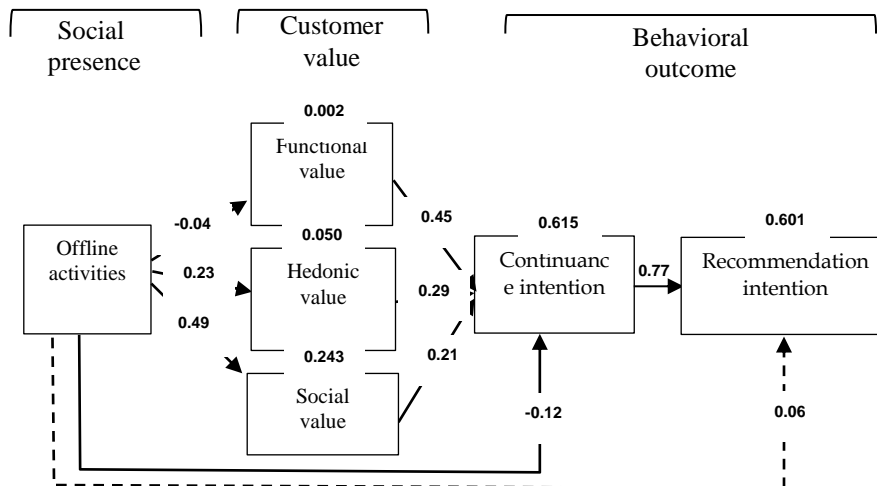 Social
presence
Customer
value
Behavioral
outcome
0.002
Functional
value
-0.04
0.45
0.050
0.615
0.601
Offline
activities
0.23
Hedonic
value
0.29
Continuanc
e intention
0.77
Recommendation
intention
0.49
0.243
0.21
Social
value
-0.12
0.06